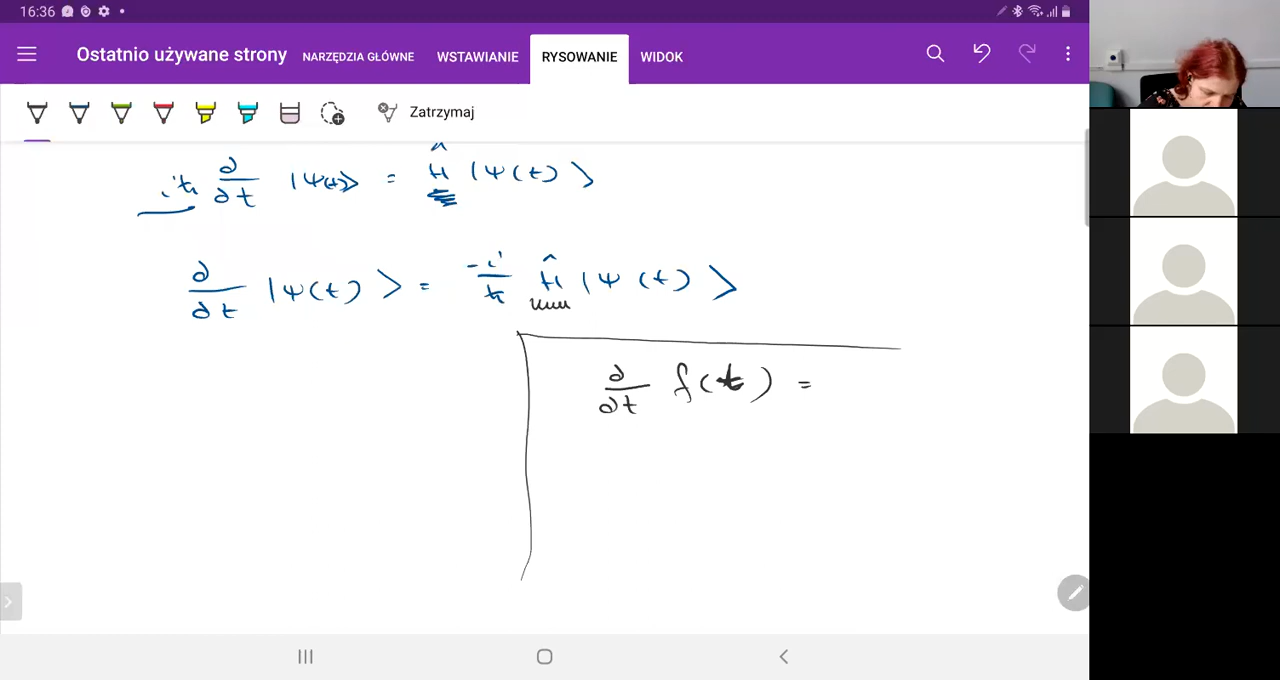 16:36
Ostatnio używane strony NARZĘDZIA GŁÓWNE WSTAWIANIE RYSOWANIE WIDOK
Zatrzymaj
iħ ∂/∂t |Ψ(t)> = Ĥ |Ψ(t)>
∂/∂t |Ψ(t)> = -i/ħ Ĥ |Ψ(t)>
∂/∂t f(t) =